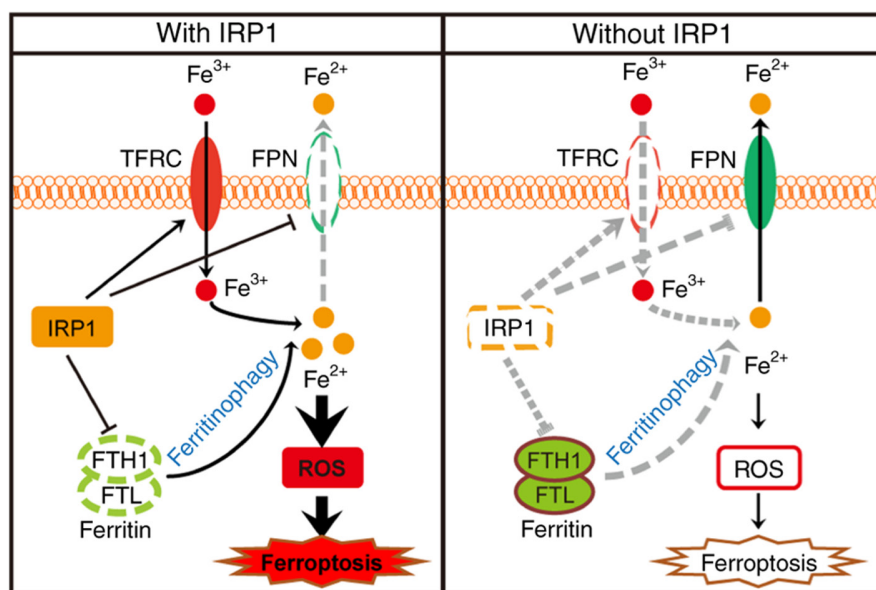 With IRP1
Fe³⁺
Fe²⁺
TFRC
FPN
Fe³⁺
IRP1
Fe²⁺
Ferritinophagy
FTH1
FTL
Ferritin
ROS
Ferroptosis
Without IRP1
Fe³⁺
Fe²⁺
TFRC
FPN
Fe³⁺
IRP1
Fe²⁺
Ferritinophagy
FTH1
FTL
Ferritin
ROS
Ferroptosis